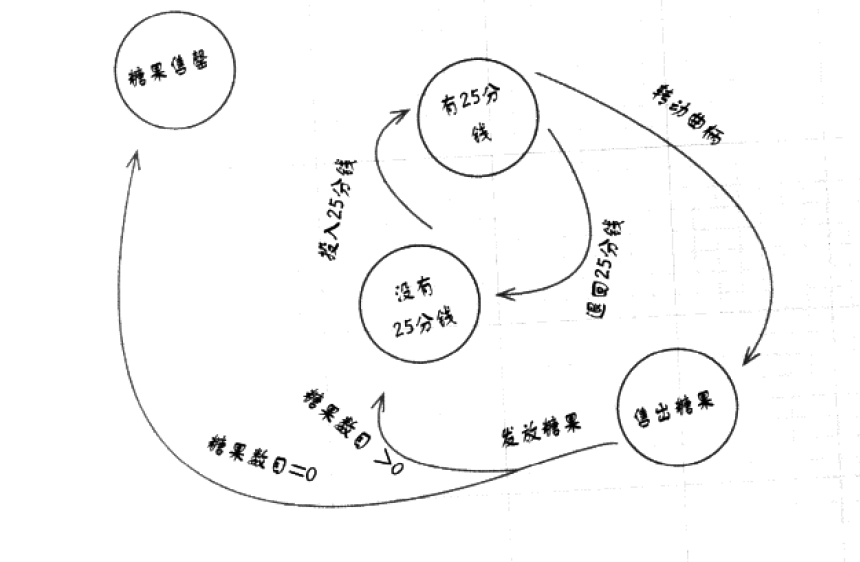 糖果售罄
有25分
钱
转动曲柄
投入25分钱
退回25分钱
没有
25分钱
售出糖果
发放糖果
糖果数目>0
糖果数目=0